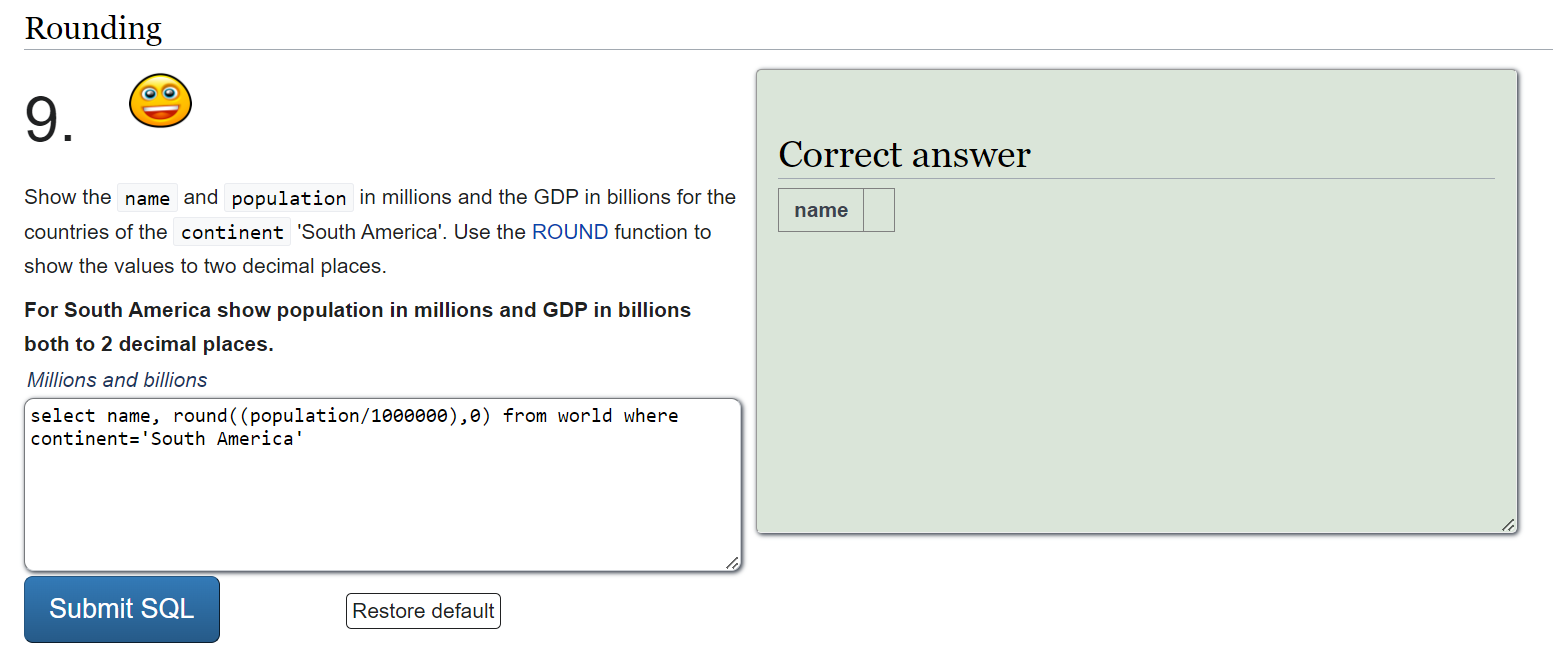 Rounding
9.
Show the name and population in millions and the GDP in billions for the
countries of the continent 'South America'. Use the ROUND function to
show the values to two decimal places.
For South America show population in millions and GDP in billions
both to 2 decimal places.
Millions and billions
select name, round((population/1000000),0) from world where
continent='South America'
Submit SQL
Restore default
Correct answer
name